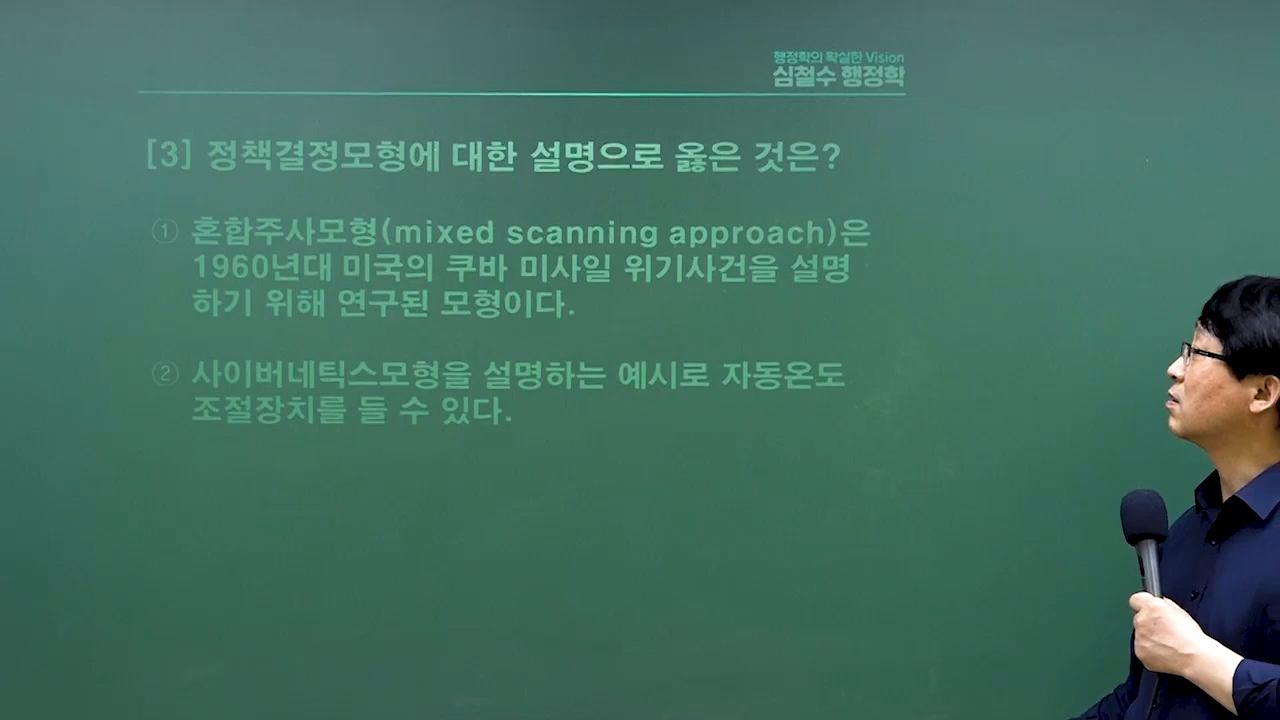 행정학의 확실한 Vision
심철수 행정학
[3] 정책결정모형에 대한 설명으로 옳은 것은?
① 혼합주사모형(mixed scanning approach)은
1960년대 미국의 쿠바 미사일 위기사건을 설명
하기 위해 연구된 모형이다.
② 사이버네틱스모형을 설명하는 예시로 자동온도
조절장치를 들 수 있다.